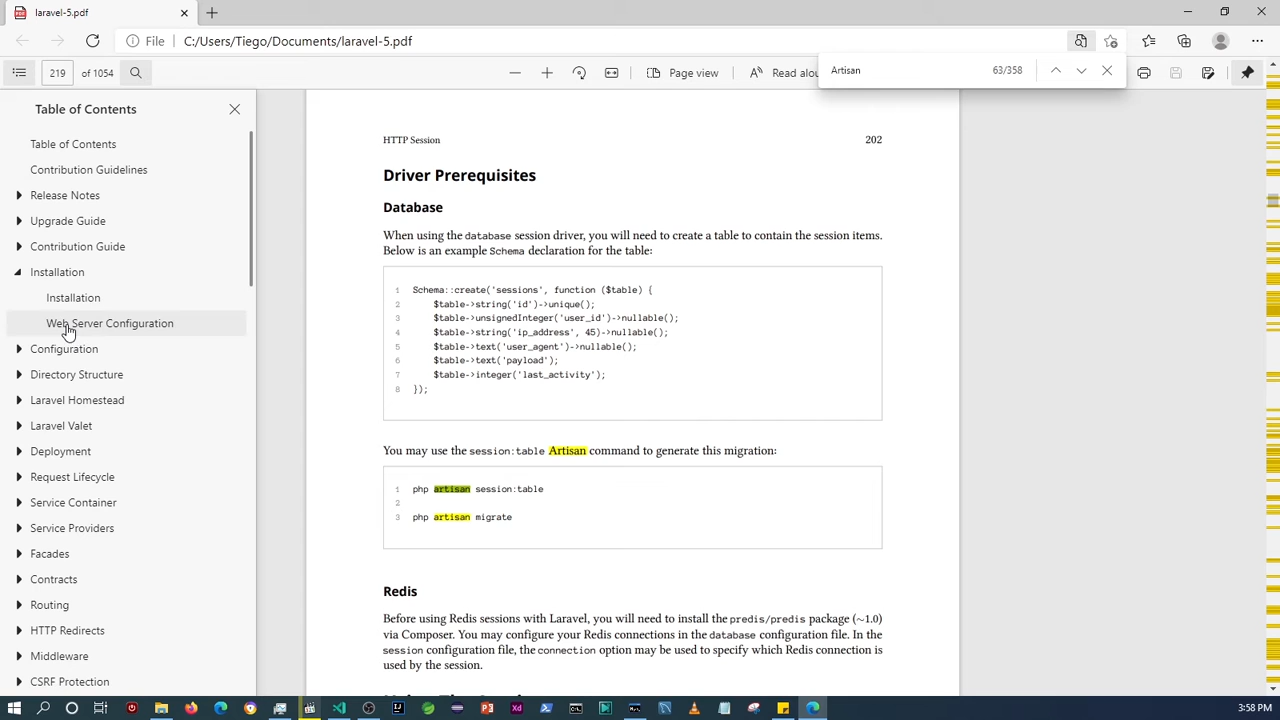 laravel-5.pdf
File C:/Users/Tiego/Documents/laravel-5.pdf
219 of 1054
Page view
Read alou
Artisan 63/358
Table of Contents
Table of Contents
Contribution Guidelines
Release Notes
Upgrade Guide
Contribution Guide
Installation
Installation
Web Server Configuration
Configuration
Directory Structure
Laravel Homestead
Laravel Valet
Deployment
Request Lifecycle
Service Container
Service Providers
Facades
Contracts
Routing
HTTP Redirects
Middleware
CSRF Protection
HTTP Session 202
Driver Prerequisites
Database
When using the database session driver, you will need to create a table to contain the session items.
Below is an example Schema declaration for the table:
1 Schema::create('sessions', function ($table) {
2 $table->string('id')->unique();
3 $table->unsignedInteger('user_id')->nullable();
4 $table->string('ip_address', 45)->nullable();
5 $table->text('user_agent')->nullable();
6 $table->text('payload');
7 $table->integer('last_activity');
8 });
You may use the session:table Artisan command to generate this migration:
1 php artisan session:table
2
3 php artisan migrate
Redis
Before using Redis sessions with Laravel, you will need to install the predis/predis package (~1.0)
via Composer. You may configure your Redis connections in the database configuration file. In the
session configuration file, the connection option may be used to specify which Redis connection is
used by the session.
3:58 PM